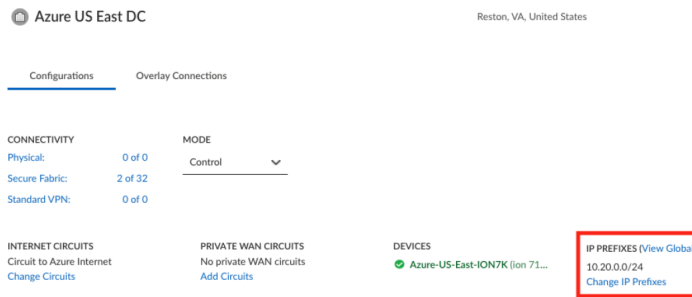 Azure US East DC
Reston, VA, United States
Configurations
Overlay Connections
CONNECTIVITY
MODE
Physical:
0 of 0
Control
Secure Fabric:
2 of 32
Standard VPN:
0 of 0
INTERNET CIRCUITS
PRIVATE WAN CIRCUITS
DEVICES
IP PREFIXES (View Global
Circuit to Azure Internet
No private WAN circuits
Azure-US-East-ION7K (ion 71...
10.20.0.0/24
Change Circuits
Add Circuits
Change IP Prefixes